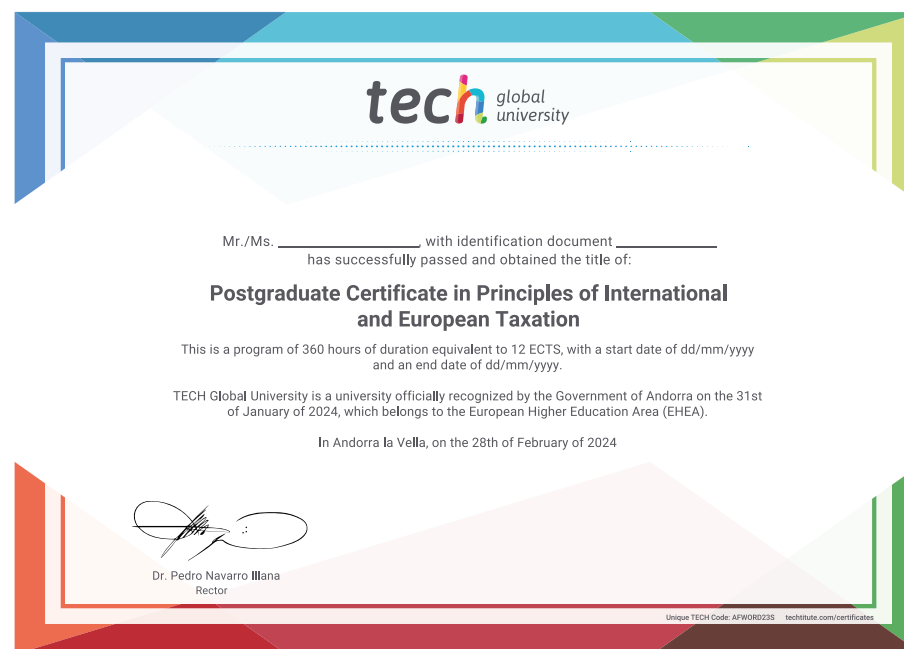 tech global
university
Mr./Ms. ____________, with identification document ____________
has successfully passed and obtained the title of:
Postgraduate Certificate in Principles of International
and European Taxation
This is a program of 360 hours of duration equivalent to 12 ECTS, with a start date of dd/mm/yyyy
and an end date of dd/mm/yyyy.
TECH Global University is a university officially recognized by the Government of Andorra on the 31st
of January of 2024, which belongs to the European Higher Education Area (EHEA).
In Andorra la Vella, on the 28th of February of 2024
Dr. Pedro Navarro Illana
Rector
Unique TECH Code: AFWORD23S techtitute.com/certificates